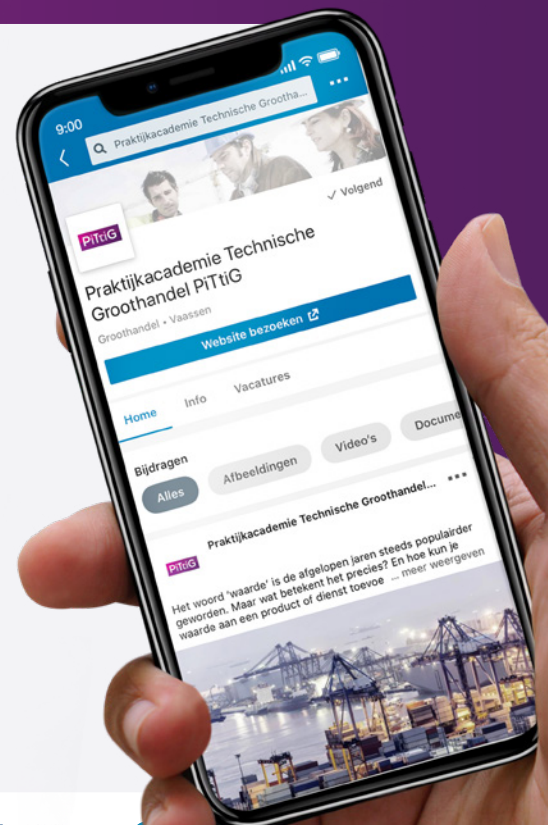 9:00
Praktijkacademie Technische Grootha...
PiTtiG
Volgend
Praktijkacademie Technische
Groothandel PiTtiG
Groothandel • Vaassen
Website bezoeken
Home Info Vacatures
Bijdragen
Alles Afbeeldingen Video's Docume
PiTtiG
Praktijkacademie Technische Groothandel...
Het woord 'waarde' is de afgelopen jaren steeds populairder
geworden. Maar wat betekent het precies? En hoe kun je
waarde aan een product of dienst toevoe ... meer weergeven